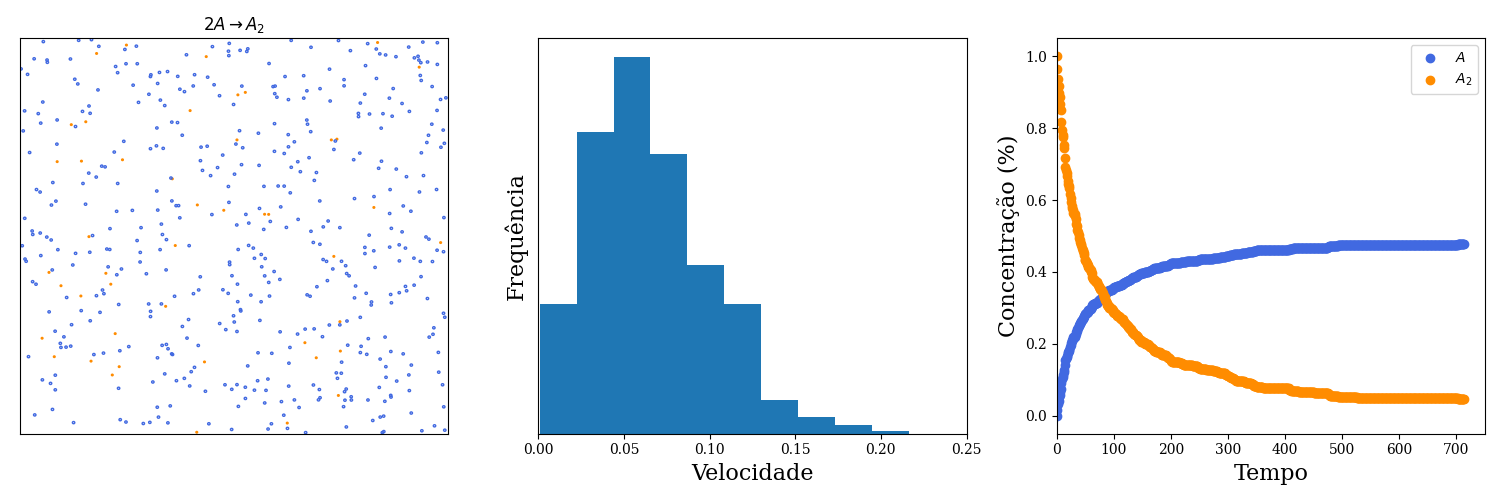 2A → A₂
Frequência
0.00 0.05 0.10 0.15 0.20 0.25
Velocidade
Concentração (%)
1.0
0.8
0.6
0.4
0.2
0.0
A
A₂
0 100 200 300 400 500 600 700
Tempo